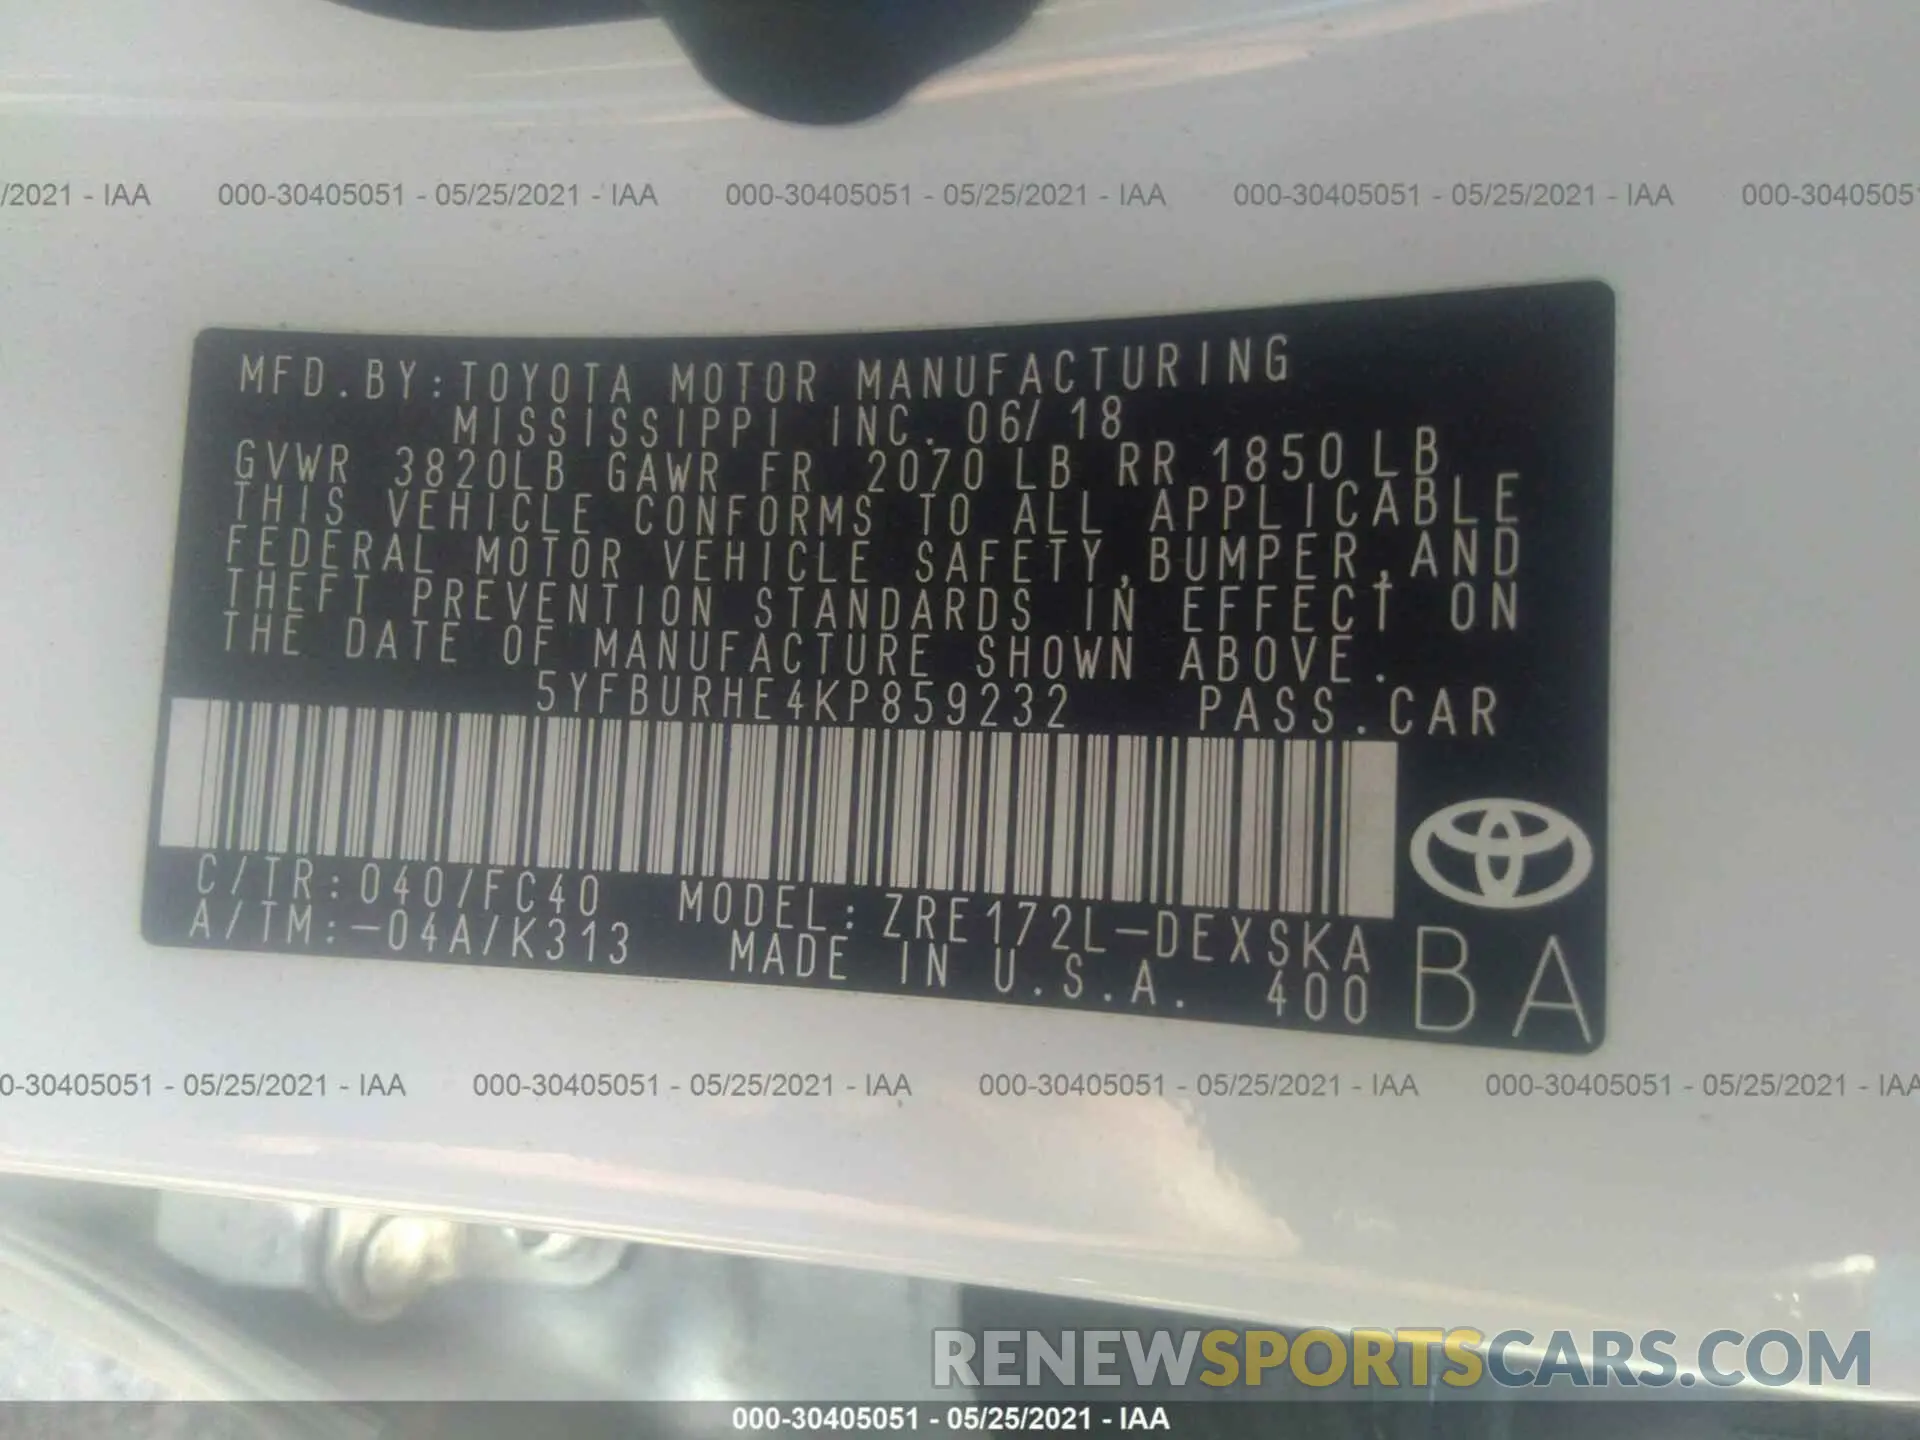 /2021 - IAA 000-30405051 - 05/25/2021 - IAA 000-30405051 - 05/25/2021 - IAA 000-30405051 - 05/25/2021 - IAA 000-3040505
MFD.BY:TOYOTA MOTOR MANUFACTURING
MISSISSIPPI INC. 06/18
GVWR 3820LB GAWR FR 2070LB RR 1850LB
THIS VEHICLE CONFORMS TO ALL APPLICABLE
FEDERAL MOTOR VEHICLE SAFETY,BUMPER,AND
THEFT PREVENTION STANDARDS IN EFFECT ON
THE DATE OF MANUFACTURE SHOWN ABOVE.
5YFBURHE4KP859232 PASS.CAR
C/TR:040/FC40 MODEL:ZRE172L-DEXSKA
A/TM:-04A/K313 MADE IN U.S.A. 400
BA
0-30405051 - 05/25/2021 - IAA 000-30405051 - 05/25/2021 - IAA 000-30405051 - 05/25/2021 - IAA 000-30405051 - 05/25/2021 - IAA
RENEWSPORTSCARS.COM
000-30405051 - 05/25/2021 - IAA